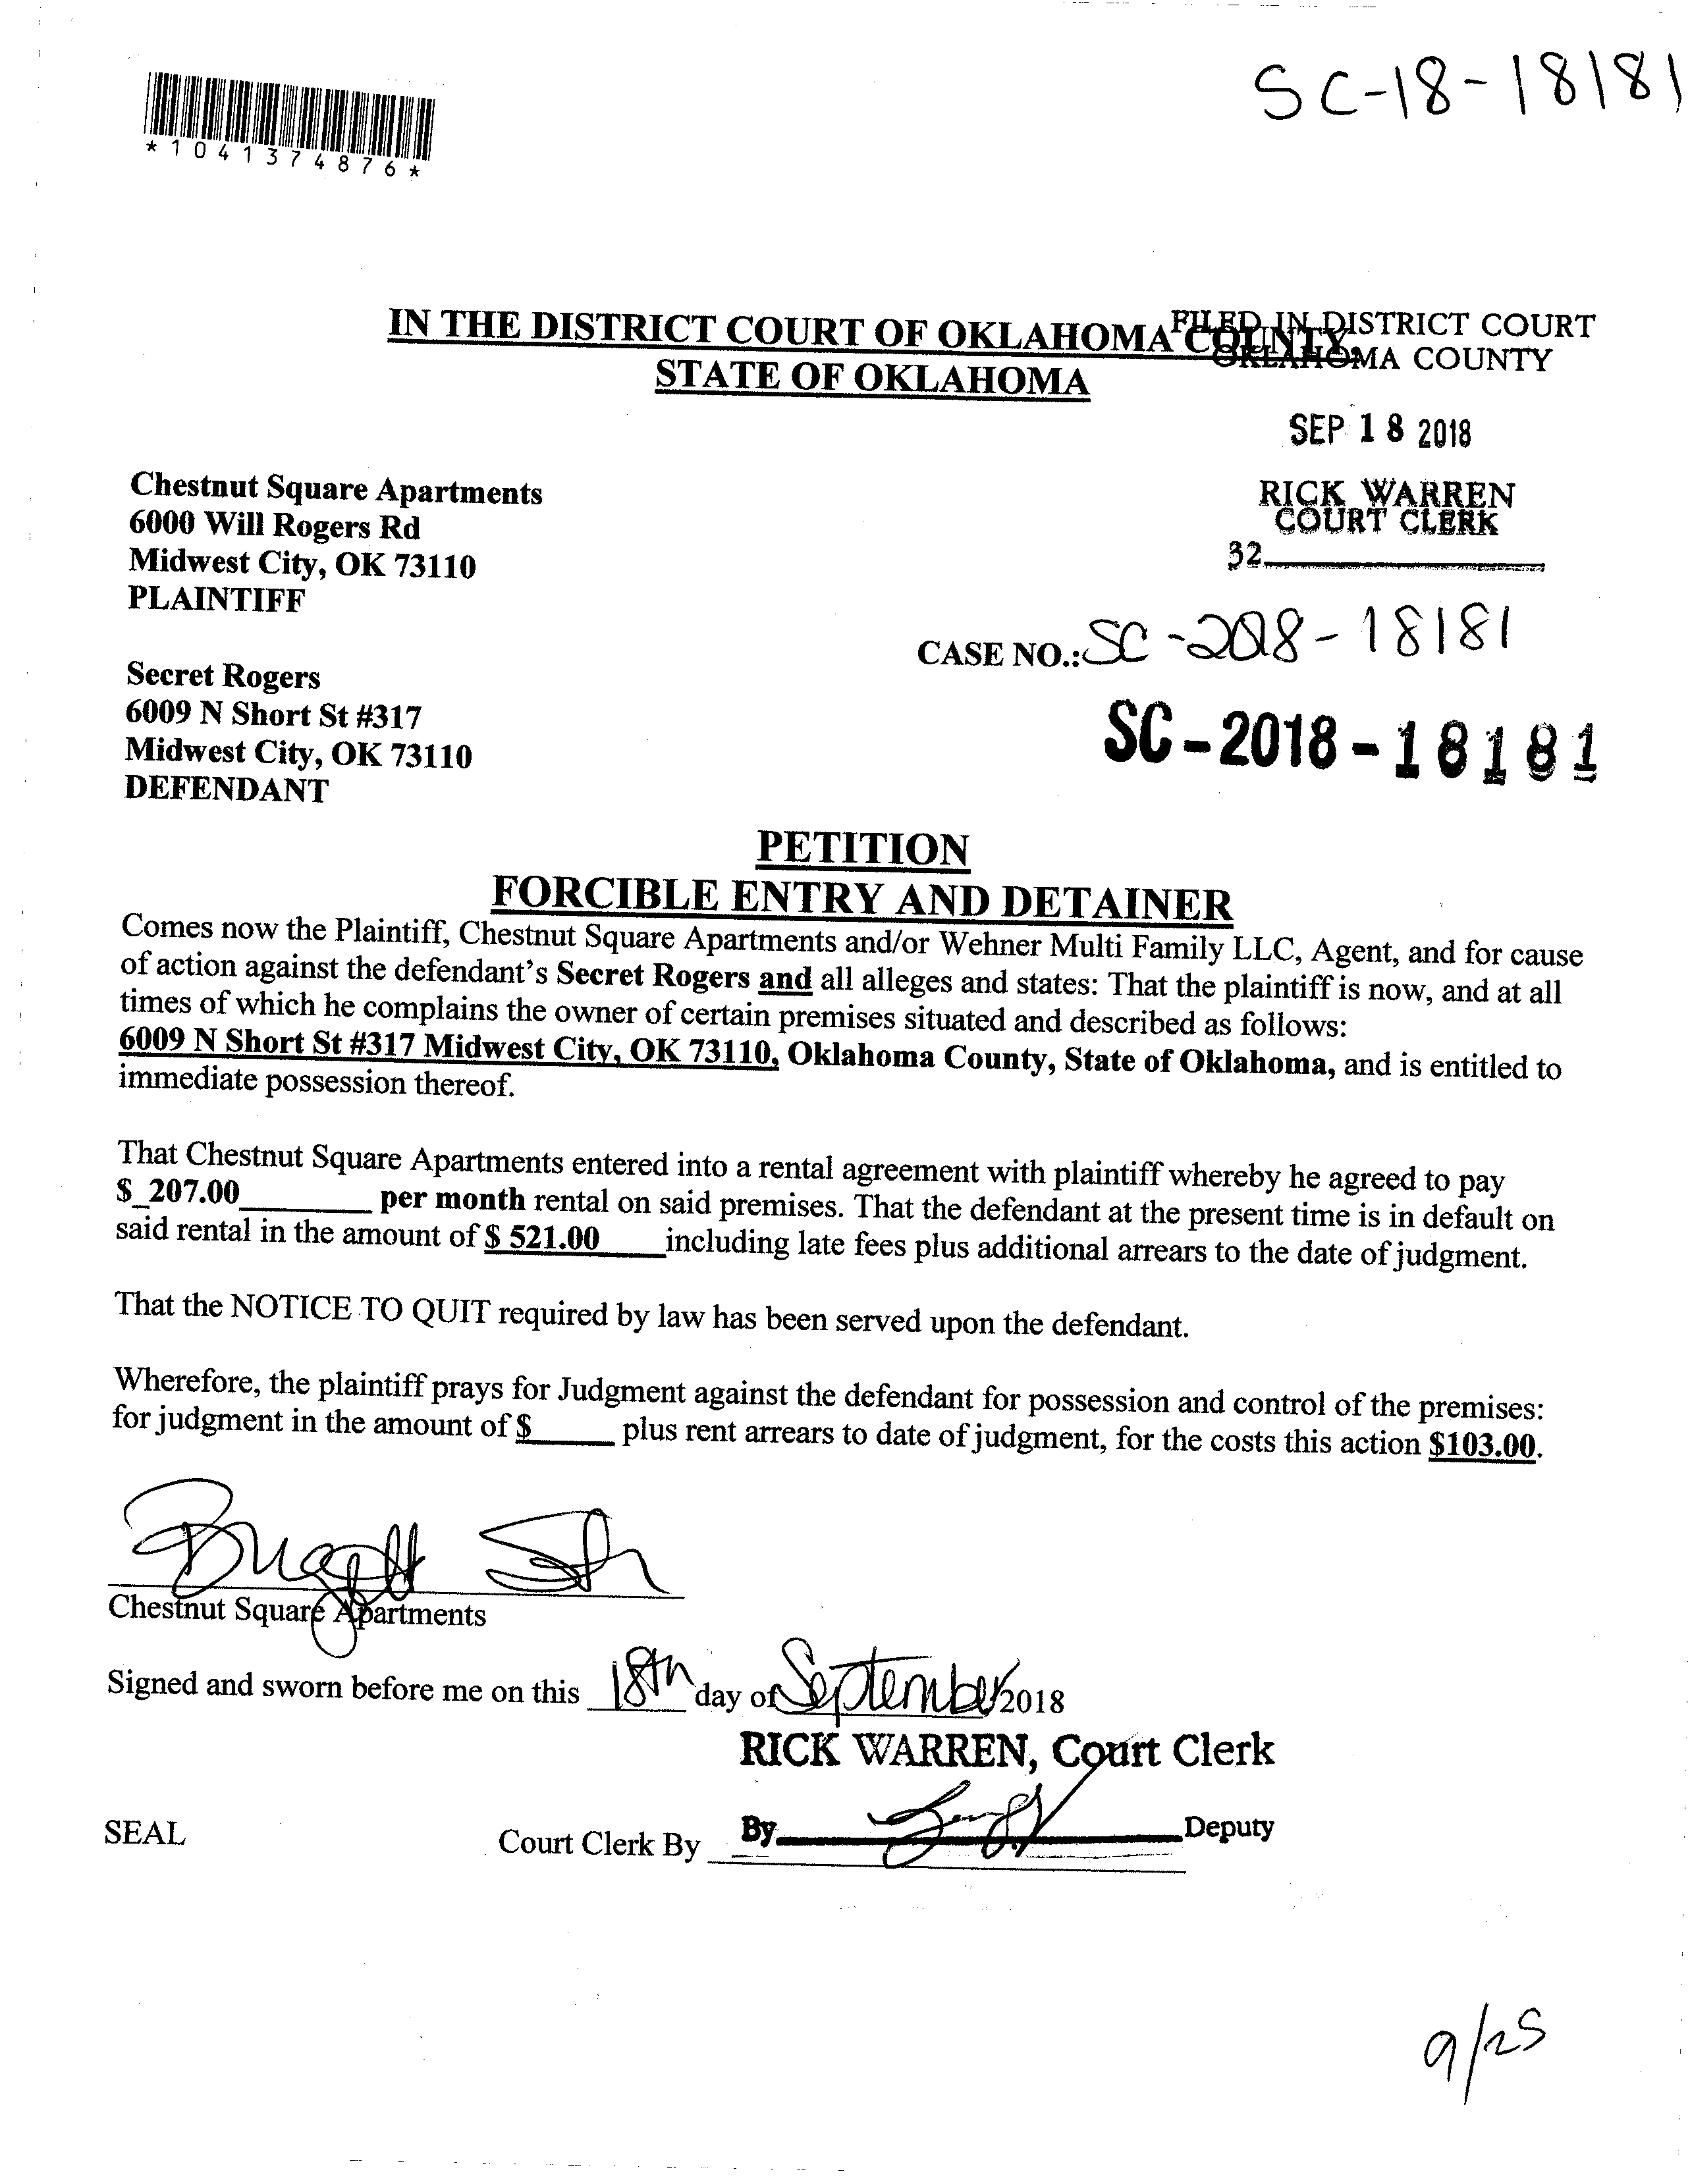 SC-18-18181
*1041374876*
IN THE DISTRICT COURT OF OKLAHOMA COUNTY,
STATE OF OKLAHOMA
FILED IN DISTRICT COURT
OKLAHOMA COUNTY
SEP 18 2018
RICK WARREN
COURT CLERK
32
Chestnut Square Apartments
6000 Will Rogers Rd
Midwest City, OK 73110
PLAINTIFF
CASE NO.: SC-2018-18181
Secret Rogers
6009 N Short St #317
Midwest City, OK 73110
DEFENDANT
SC-2018-18181
PETITION
FORCIBLE ENTRY AND DETAINER
Comes now the Plaintiff, Chestnut Square Apartments and/or Wehner Multi Family LLC, Agent, and for cause
of action against the defendant's Secret Rogers and all alleges and states: That the plaintiff is now, and at all
times of which he complains the owner of certain premises situated and described as follows:
6009 N Short St #317 Midwest City, OK 73110, Oklahoma County, State of Oklahoma, and is entitled to
immediate possession thereof.
That Chestnut Square Apartments entered into a rental agreement with plaintiff whereby he agreed to pay
$_207.00________ per month rental on said premises. That the defendant at the present time is in default on
said rental in the amount of $ 521.00____including late fees plus additional arrears to the date of judgment.
That the NOTICE TO QUIT required by law has been served upon the defendant.
Wherefore, the plaintiff prays for Judgment against the defendant for possession and control of the premises:
for judgment in the amount of $_____ plus rent arrears to date of judgment, for the costs this action $103.00.
Chestnut Square Apartments
Signed and sworn before me on this 18th day of September 2018
RICK WARREN, Court Clerk
By Deputy
SEAL
Court Clerk By
9/25